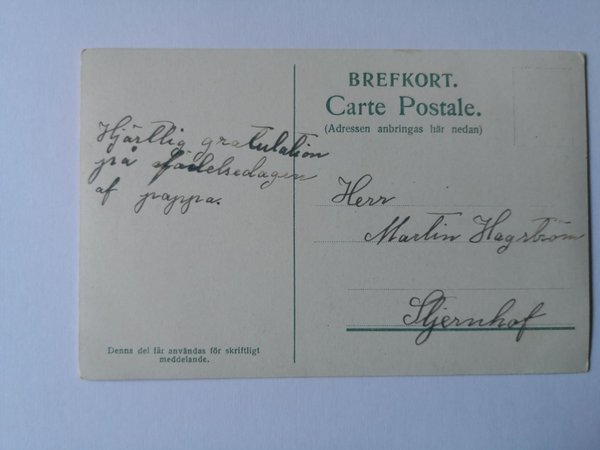 BREFKORT.
Carte Postale.
(Adressen anbringas här nedan)
Hjärtlig gratulation
på födelsedagen
af pappa.
Herr
Martin Hagström
Stjernhof
Denna del får användas för skriftligt
meddelande.